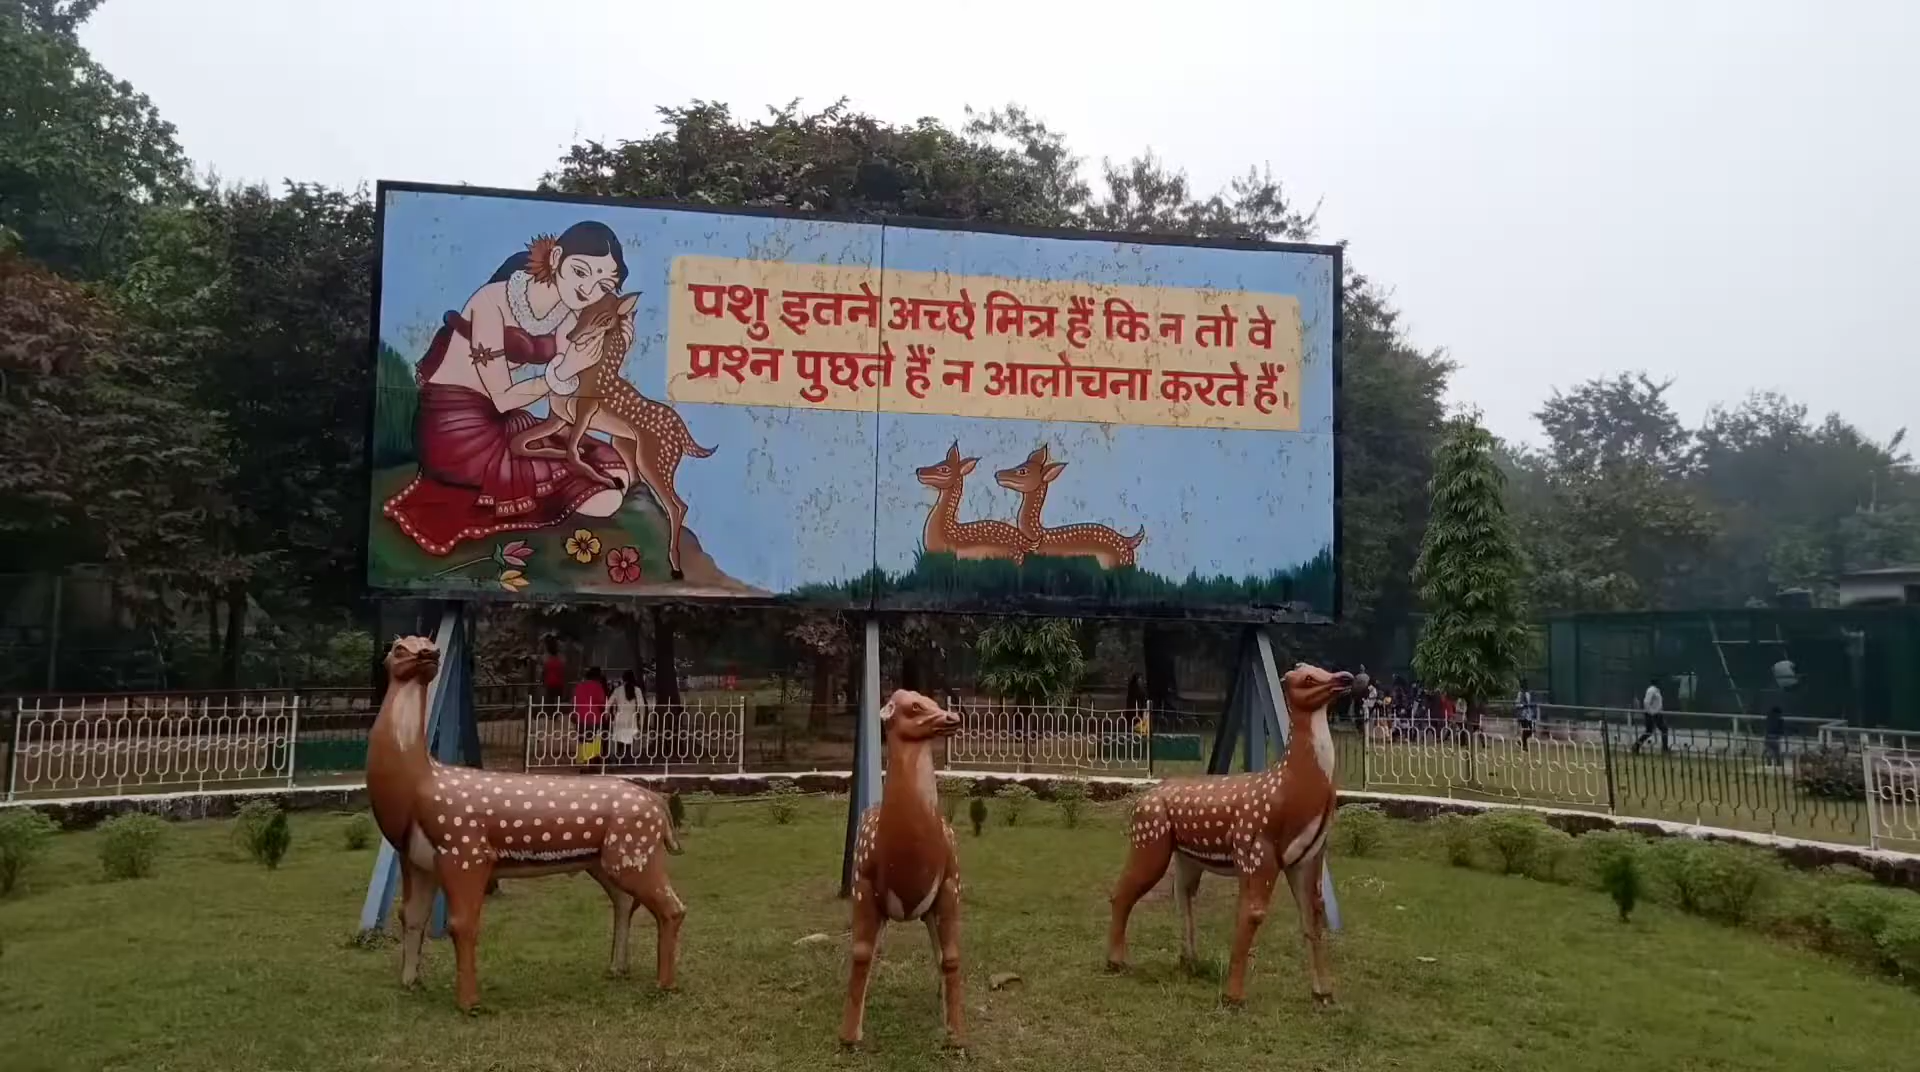 पशु इतने अच्छे मित्र हैं कि न तो वे
प्रश्न पुछते हैं न आलोचना करते हैं।